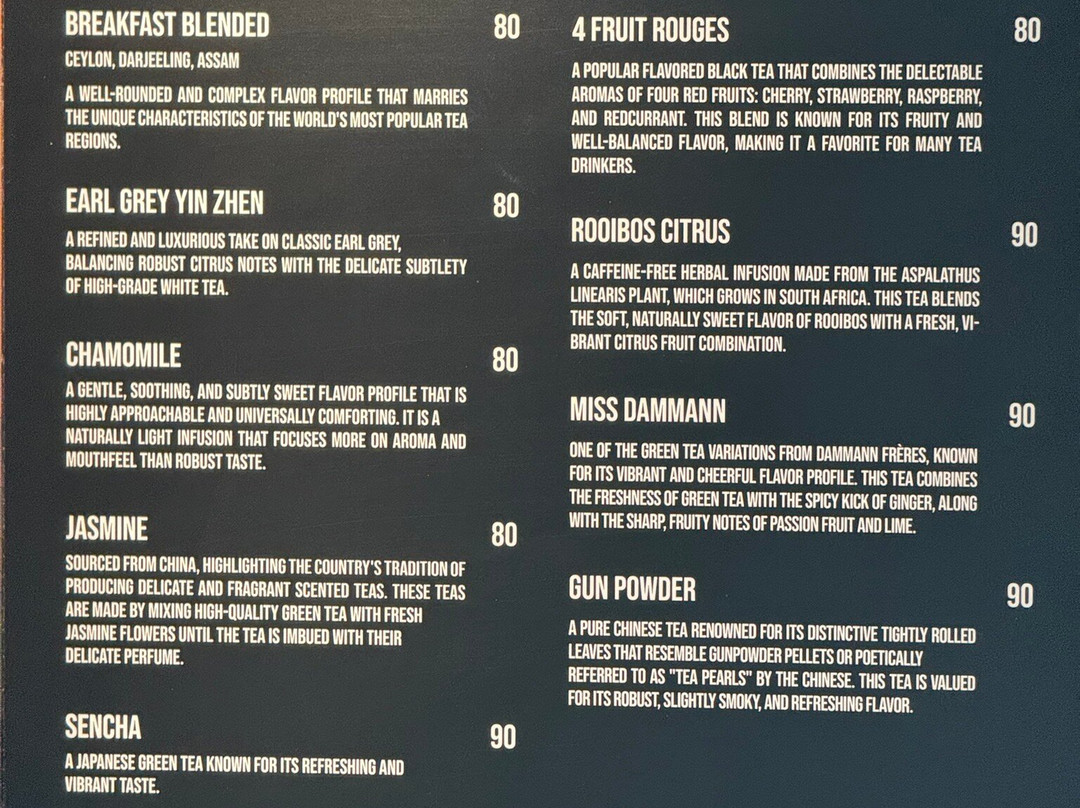 BREAKFAST BLENDED 80
CEYLON, DARJEELING, ASSAM
A WELL-ROUNDED AND COMPLEX FLAVOR PROFILE THAT MARRIES
THE UNIQUE CHARACTERISTICS OF THE WORLD'S MOST POPULAR TEA
REGIONS.
EARL GREY YIN ZHEN 80
A REFINED AND LUXURIOUS TAKE ON CLASSIC EARL GREY,
BALANCING ROBUST CITRUS NOTES WITH THE DELICATE SUBTLETY
OF HIGH-GRADE WHITE TEA.
CHAMOMILE 80
A GENTLE, SOOTHING, AND SUBTLY SWEET FLAVOR PROFILE THAT IS
HIGHLY APPROACHABLE AND UNIVERSALLY COMFORTING. IT IS A
NATURALLY LIGHT INFUSION THAT FOCUSES MORE ON AROMA AND
MOUTHFEEL THAN ROBUST TASTE.
JASMINE 80
SOURCED FROM CHINA, HIGHLIGHTING THE COUNTRY'S TRADITION OF
PRODUCING DELICATE AND FRAGRANT SCENTED TEAS. THESE TEAS
ARE MADE BY MIXING HIGH-QUALITY GREEN TEA WITH FRESH
JASMINE FLOWERS UNTIL THE TEA IS IMBUED WITH THEIR
DELICATE PERFUME.
SENCHA 90
A JAPANESE GREEN TEA KNOWN FOR ITS REFRESHING AND
VIBRANT TASTE.
4 FRUIT ROUGES 80
A POPULAR FLAVORED BLACK TEA THAT COMBINES THE DELECTABLE
AROMAS OF FOUR RED FRUITS: CHERRY, STRAWBERRY, RASPBERRY,
AND REDCURRANT. THIS BLEND IS KNOWN FOR ITS FRUITY AND
WELL-BALANCED FLAVOR, MAKING IT A FAVORITE FOR MANY TEA
DRINKERS.
ROOIBOS CITRUS 90
A CAFFEINE-FREE HERBAL INFUSION MADE FROM THE ASPALATHUS
LINEARIS PLANT, WHICH GROWS IN SOUTH AFRICA. THIS TEA BLENDS
THE SOFT, NATURALLY SWEET FLAVOR OF ROOIBOS WITH A FRESH, VI-
BRANT CITRUS FRUIT COMBINATION.
MISS DAMMANN 90
ONE OF THE GREEN TEA VARIATIONS FROM DAMMANN FRÈRES, KNOWN
FOR ITS VIBRANT AND CHEERFUL FLAVOR PROFILE. THIS TEA COMBINES
THE FRESHNESS OF GREEN TEA WITH THE SPICY KICK OF GINGER, ALONG
WITH THE SHARP, FRUITY NOTES OF PASSION FRUIT AND LIME.
GUN POWDER 90
A PURE CHINESE TEA RENOWNED FOR ITS DISTINCTIVE TIGHTLY ROLLED
LEAVES THAT RESEMBLE GUNPOWDER PELLETS OR POETICALLY
REFERRED TO AS "TEA PEARLS" BY THE CHINESE. THIS TEA IS VALUED
FOR ITS ROBUST, SLIGHTLY SMOKY, AND REFRESHING FLAVOR.